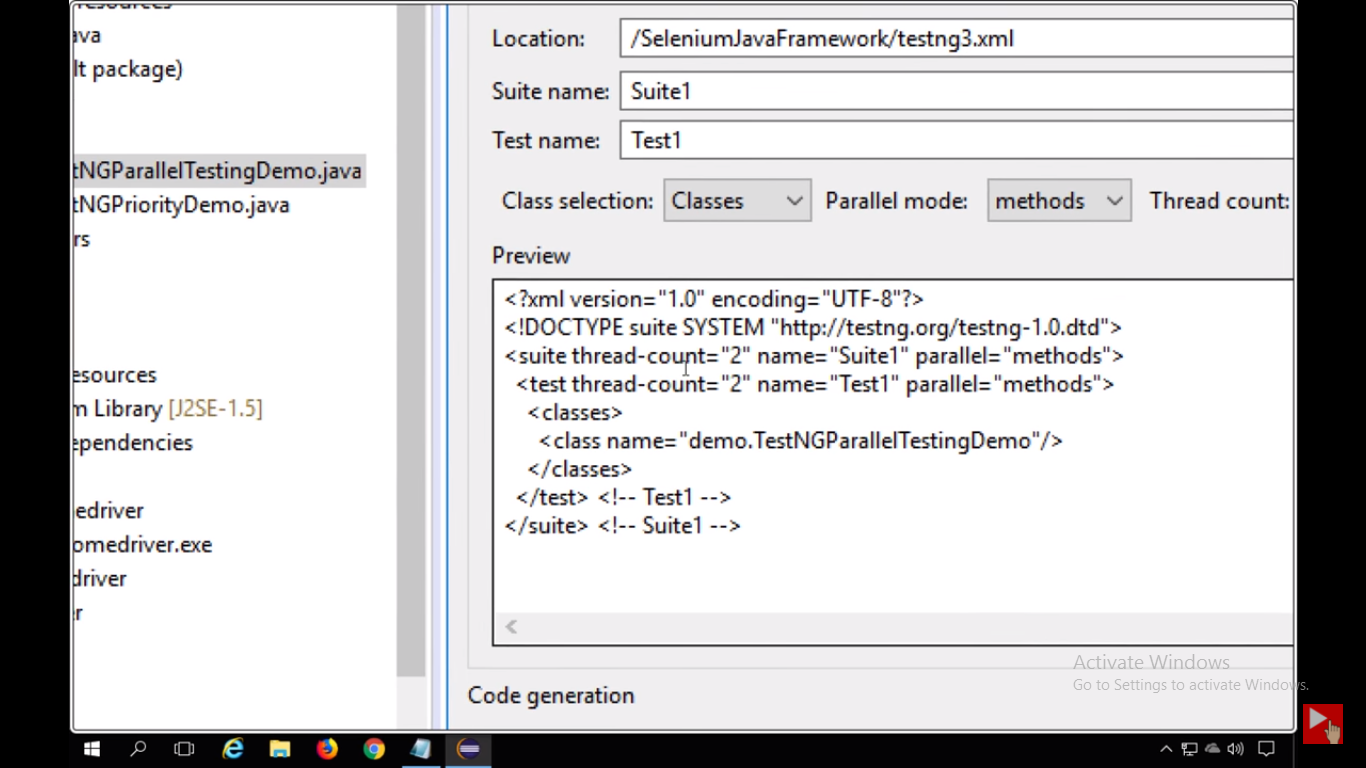 ava
lt package)
tNGParallelTestingDemo.java
tNGPriorityDemo.java
rs
esources
m Library [J2SE-1.5]
ependencies
edriver
omedriver.exe
driver
er
Location: /SeleniumJavaFramework/testng3.xml
Suite name: Suite1
Test name: Test1
Class selection: Classes Parallel mode: methods Thread count:
Preview
<?xml version="1.0" encoding="UTF-8"?>
<!DOCTYPE suite SYSTEM "http://testng.org/testng-1.0.dtd">
<suite thread-count="2" name="Suite1" parallel="methods">
<test thread-count="2" name="Test1" parallel="methods">
<classes>
<class name="demo.TestNGParallelTestingDemo"/>
</classes>
</test> <!-- Test1 -->
</suite> <!-- Suite1 -->
Code generation
Activate Windows
Go to Settings to activate Windows.